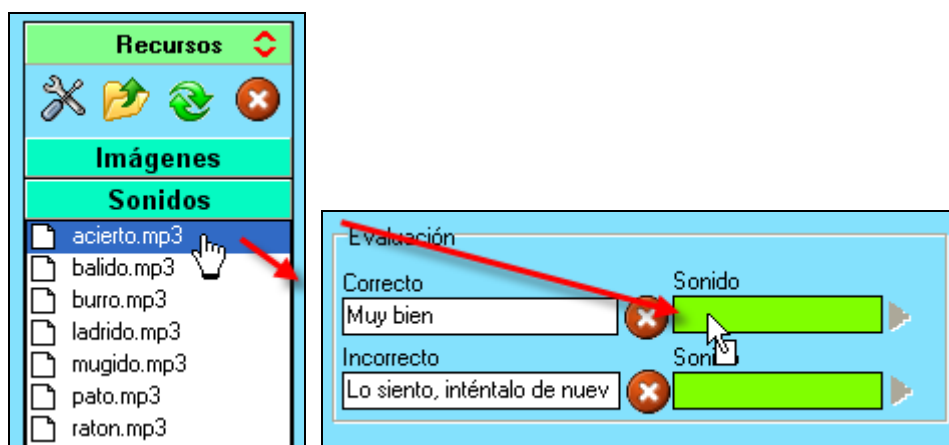 Recursos
Imágenes
Sonidos
acierto.mp3
balido.mp3
burro.mp3
ladrido.mp3
mugido.mp3
pato.mp3
raton.mp3
Evaluación
Correcto Sonido
Muy bien
Incorrecto Sonido
Lo siento, inténtalo de nuev